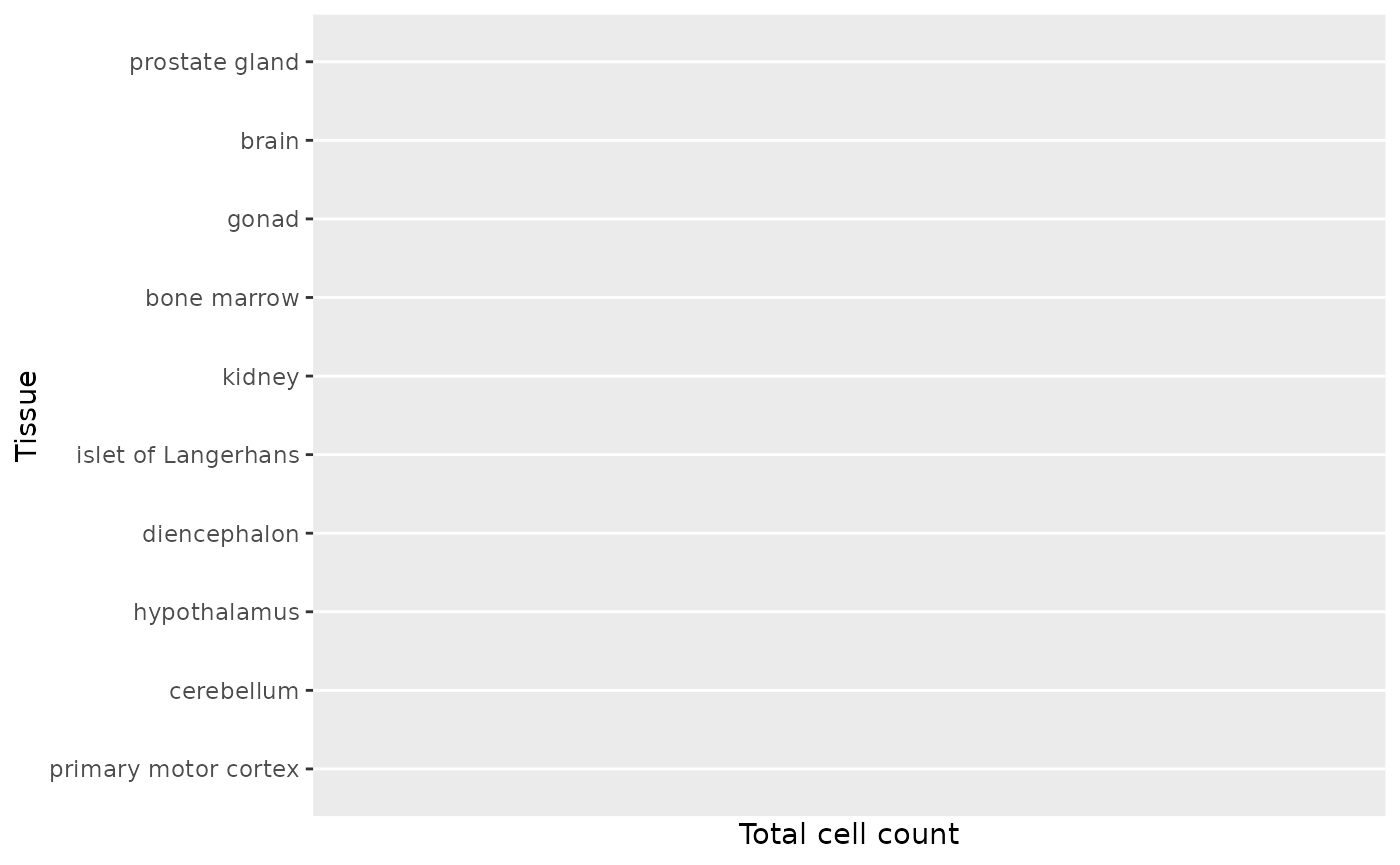 prostate gland
brain
gonad
bone marrow
kidney
islet of Langerhans
diencephalon
hypothalamus
cerebellum
primary motor cortex
Tissue
Total cell count